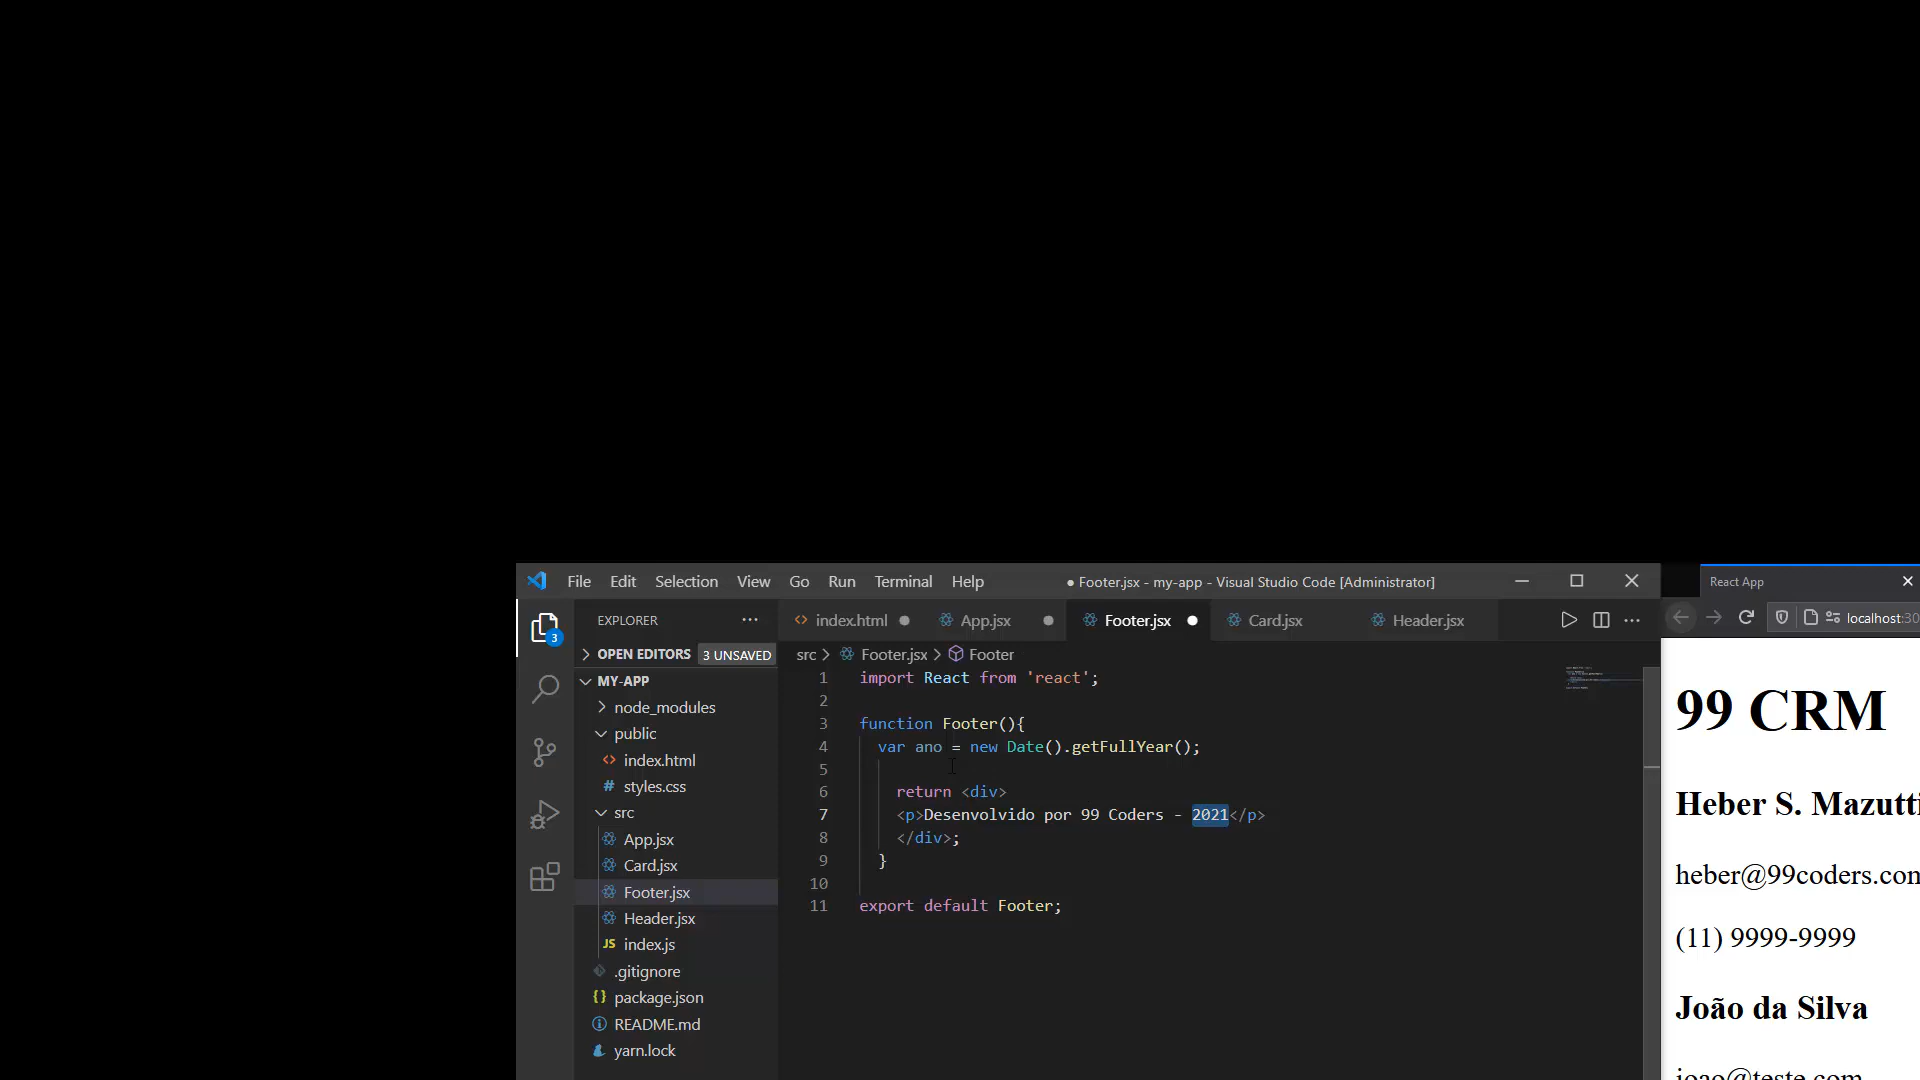 File Edit Selection View Go Run Terminal Help ● Footer.jsx - my-app - Visual Studio Code [Administrator]
React App
EXPLORER
index.html App.jsx Footer.jsx Card.jsx Header.jsx
localhost:30
3
OPEN EDITORS 3 UNSAVED
src > Footer.jsx > Footer
MY-APP
node_modules
public
index.html
# styles.css
src
App.jsx
Card.jsx
Footer.jsx
Header.jsx
JS index.js
.gitignore
{} package.json
README.md
yarn.lock
1 import React from 'react';
2
3 function Footer(){
4 var ano = new Date().getFullYear();
5
6 return <div>
7 <p>Desenvolvido por 99 Coders - 2021</p>
8 </div>;
9 }
10
11 export default Footer;
99 CRM
Heber S. Mazutti
heber@99coders.com
(11) 9999-9999
João da Silva
joao@teste.com